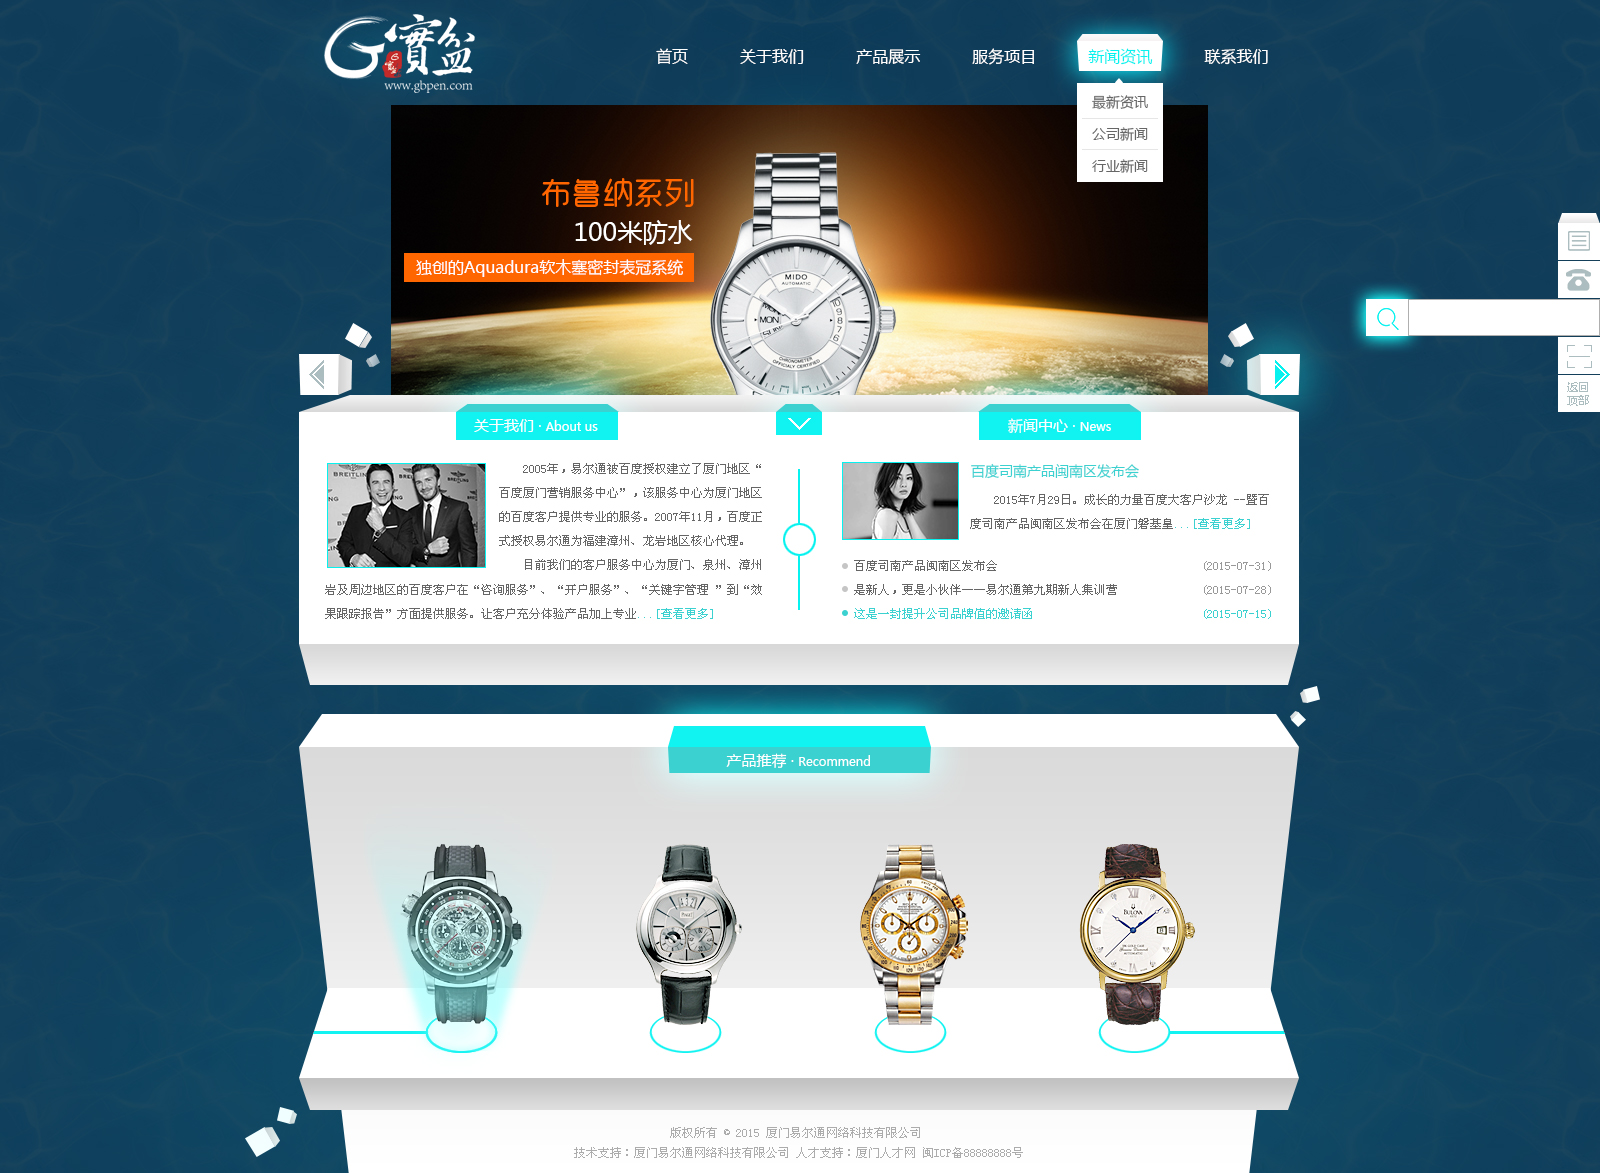 G寶盆
www.gbpen.com
首页 关于我们 产品展示 服务项目 新闻资讯 联系我们
最新资讯
公司新闻
行业新闻
布鲁纳系列
100米防水
独创的Aquadura软木塞密封表冠系统
MIDO
AUTOMATIC
MON
CHRONOMETER
OFFICIALLY CERTIFIED
返回
顶部
关于我们 · About us
BREITLING
2005年，易尔通被百度授权建立了厦门地区“
百度厦门营销服务中心”，该服务中心为厦门地区
的百度客户提供专业的服务。2007年11月，百度正
式授权易尔通为福建漳州、龙岩地区核心代理。
目前我们的客户服务中心为厦门、泉州、漳州
岩及周边地区的百度客户在“咨询服务”、“开户服务”、“关键字管理 ”到“效
果跟踪报告”方面提供服务。让客户充分体验产品加上专业...[查看更多]
新闻中心 · News
百度司南产品闽南区发布会
2015年7月29日。成长的力量百度大客户沙龙 --暨百
度司南产品闽南区发布会在厦门磐基皇...[查看更多]
百度司南产品闽南区发布会 (2015-07-31)
是新人，更是小伙伴——易尔通第九期新人集训营 (2015-07-28)
这是一封提升公司品牌值的邀请函 (2015-07-15)
产品推荐 · Recommend
BULOVA
版权所有 © 2015 厦门易尔通网络科技有限公司
技术支持：厦门易尔通网络科技有限公司 人才支持：厦门人才网 闽ICP备88888888号